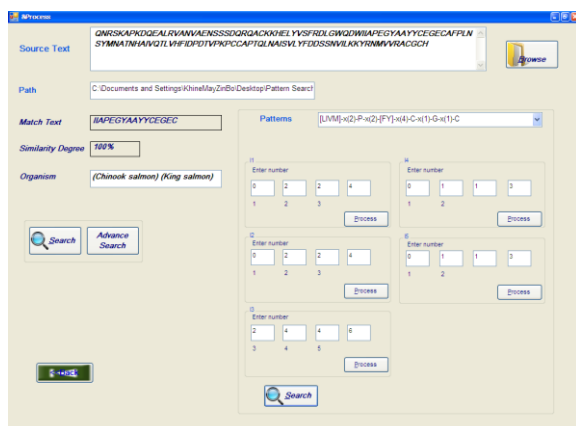 NProcess
Source Text
QNRSKAPKDQEALRVANVAENSSSDQRQACKKHELYVSFRDLGWQDWIIAPEGYAAYYCEGECAFPLN
SYMNATNHAIVQTLVHFIDPDTVPKPCCAPTQLNAISVLYFDDSSNVILKKYRNMVVRACGCH
Browse
Path
C:\Documents and Settings\KhineMayZinBo\Desktop\Pattern Search
Match Text
IIAPEGYAAYYCEGEC
Patterns
[LIVM]-x(2)-P-x(2)-[FY]-x(4)-C-x(1)-G-x(1)-C
Similarity Degree
100%
Organism
(Chinook salmon) (King salmon)
Search
Advance
Search
Enter number
0 2 2 4
1 2 3
Process
Enter number
0 1 1 3
1 2
Process
Enter number
0 2 2 4
1 2 3
Process
Enter number
0 1 1 3
1 2
Process
Enter number
2 4 4 6
3 4 5
Process
Search